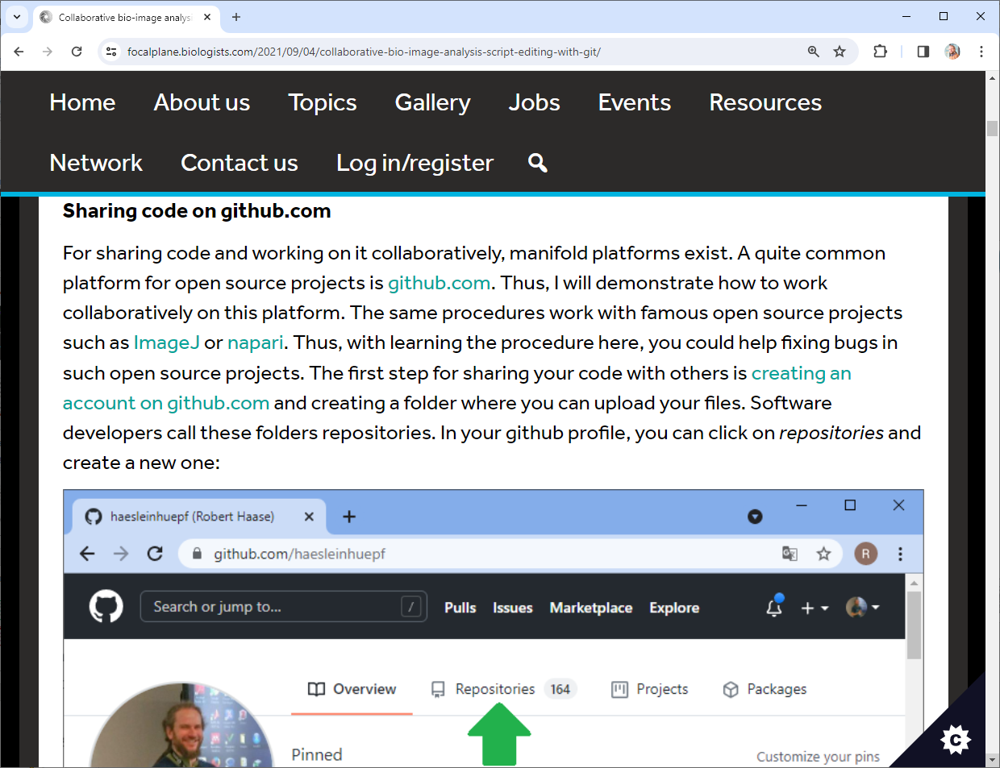 Collaborative bio-image analysis
focalplane.biologists.com/2021/09/04/collaborative-bio-image-analysis-script-editing-with-git/
Home About us Topics Gallery Jobs Events Resources
Network Contact us Log in/register
Sharing code on github.com
For sharing code and working on it collaboratively, manifold platforms exist. A quite common
platform for open source projects is github.com. Thus, I will demonstrate how to work
collaboratively on this platform. The same procedures work with famous open source projects
such as ImageJ or napari. Thus, with learning the procedure here, you could help fixing bugs in
such open source projects. The first step for sharing your code with others is creating an
account on github.com and creating a folder where you can upload your files. Software
developers call these folders repositories. In your github profile, you can click on repositories and
create a new one:
haesleinhuepf (Robert Haase)
github.com/haesleinhuepf
R
Search or jump to... /
Pulls Issues Marketplace Explore
Overview Repositories 164 Projects Packages
Pinned
Customize your pins
C